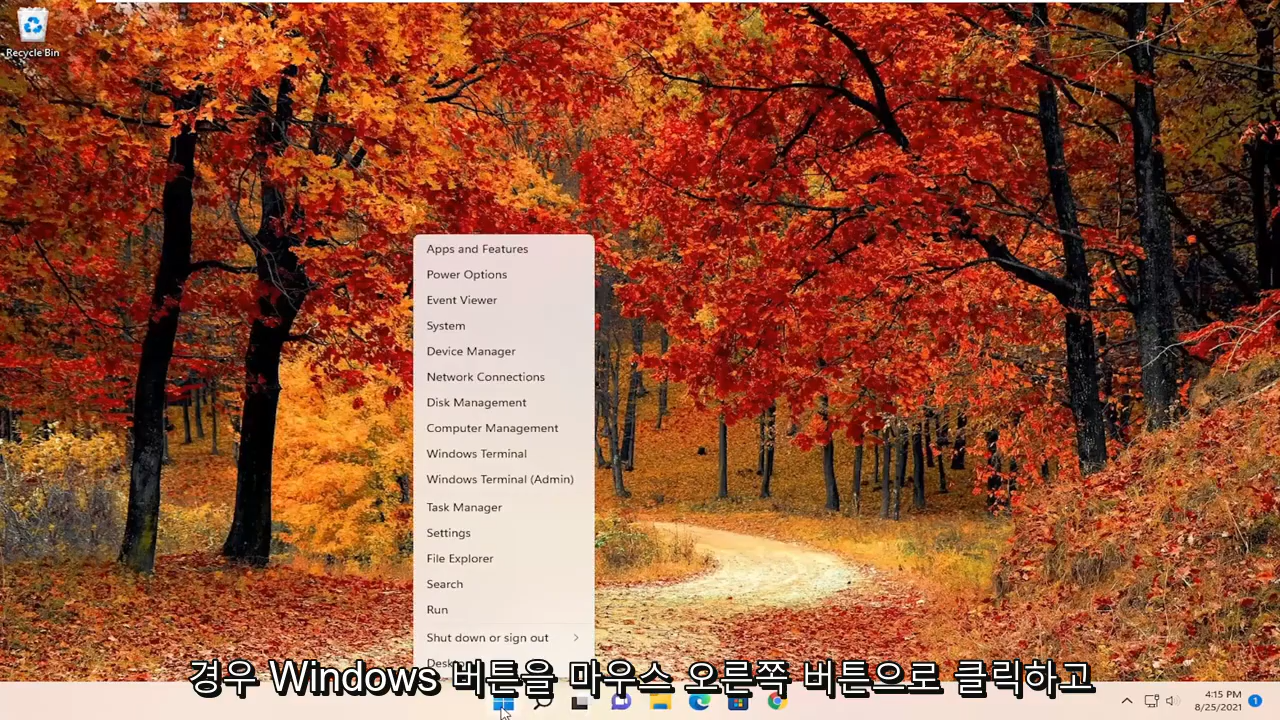 Recycle Bin
Apps and Features
Power Options
Event Viewer
System
Device Manager
Network Connections
Disk Management
Computer Management
Windows Terminal
Windows Terminal (Admin)
Task Manager
Settings
File Explorer
Search
Run
Shut down or sign out
경우 Windows 버튼을 마우스 오른쪽 버튼으로 클릭하고
4:15 PM
8/25/2021
1